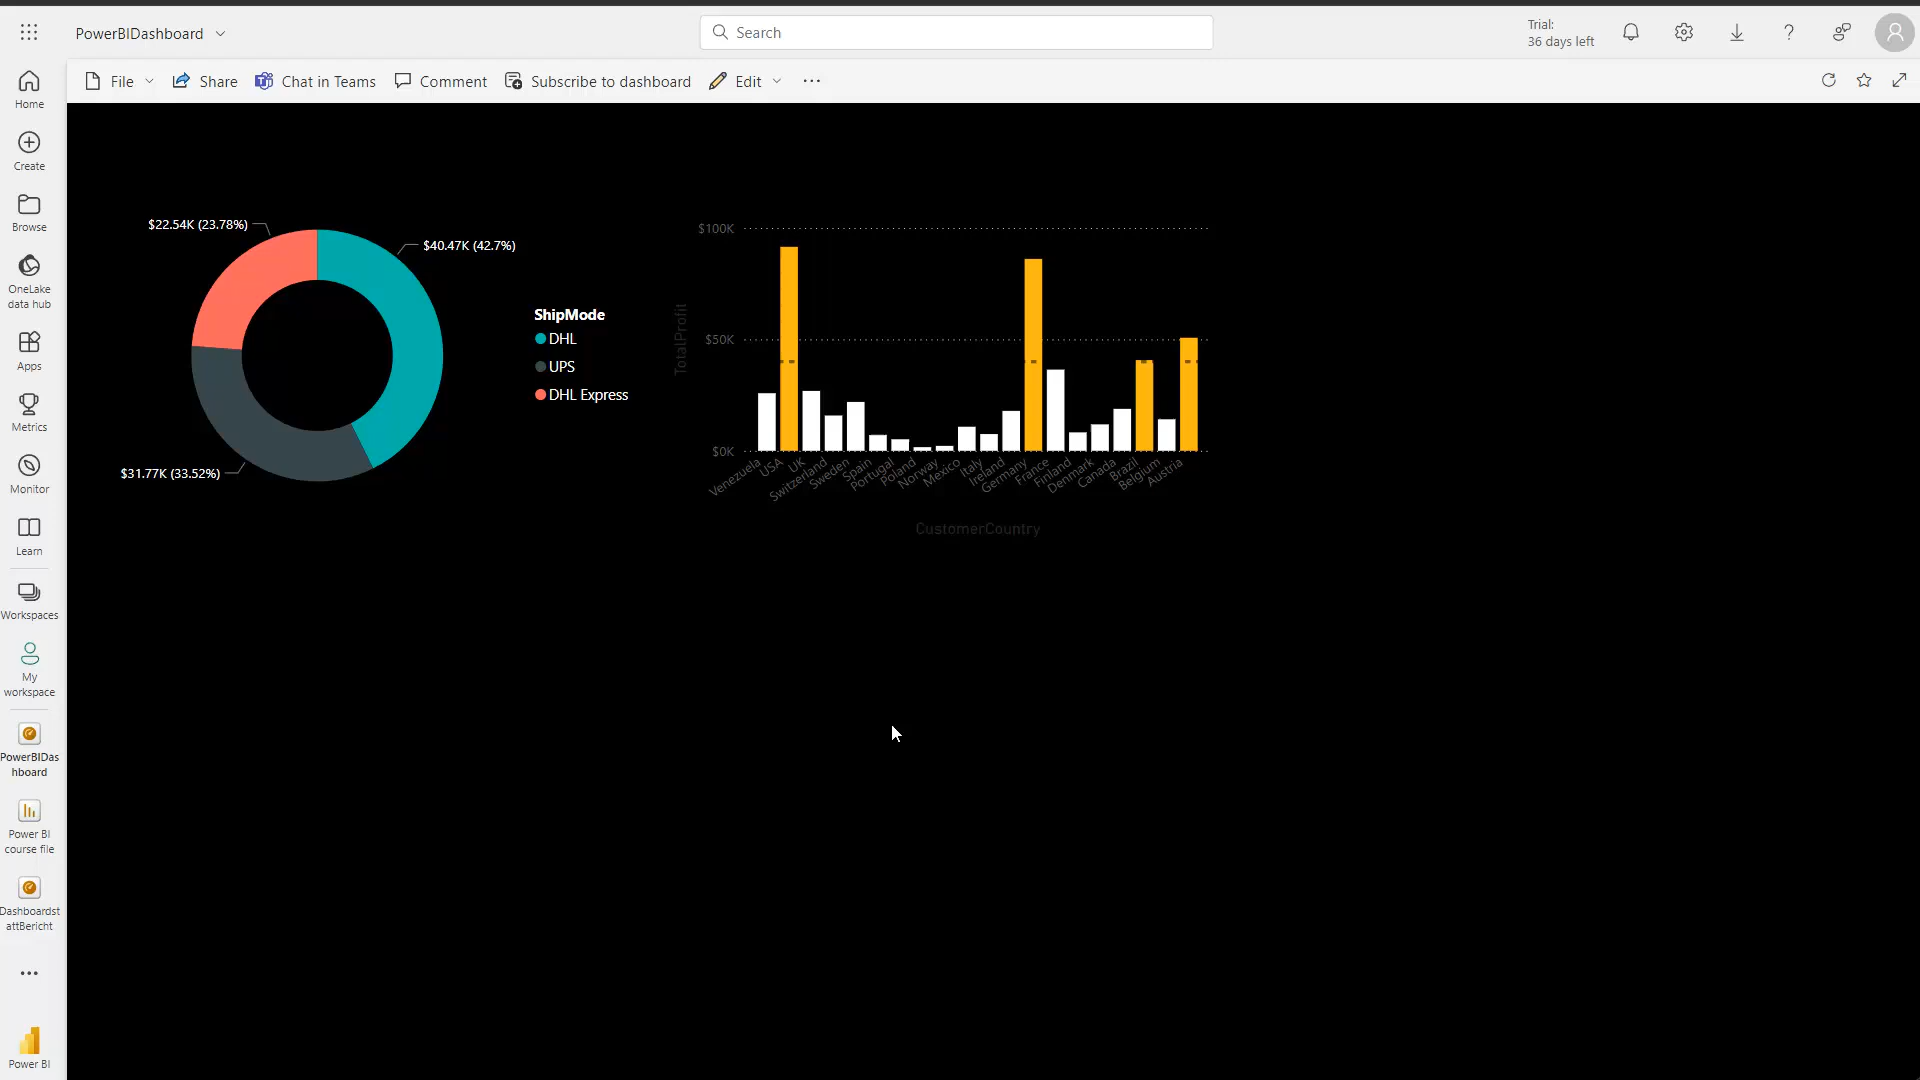 PowerBIDashboard
Search
Trial:
36 days left
File
Share
Chat in Teams
Comment
Subscribe to dashboard
Edit
Home
Create
Browse
OneLake
data hub
Apps
Metrics
Monitor
Learn
Workspaces
My
workspace
PowerBIDas
hboard
Power BI
course file
Dashboardst
attBericht
Power BI
$22.54K (23.78%)
$40.47K (42.7%)
$31.77K (33.52%)
ShipMode
DHL
UPS
DHL Express
TotalProfit
$100K
$50K
$0K
Venezuela
USA
UK
Switzerland
Sweden
Spain
Portugal
Poland
Norway
Mexico
Italy
Ireland
Germany
France
Finland
Denmark
Canada
Brazil
Belgium
Austria
CustomerCountry